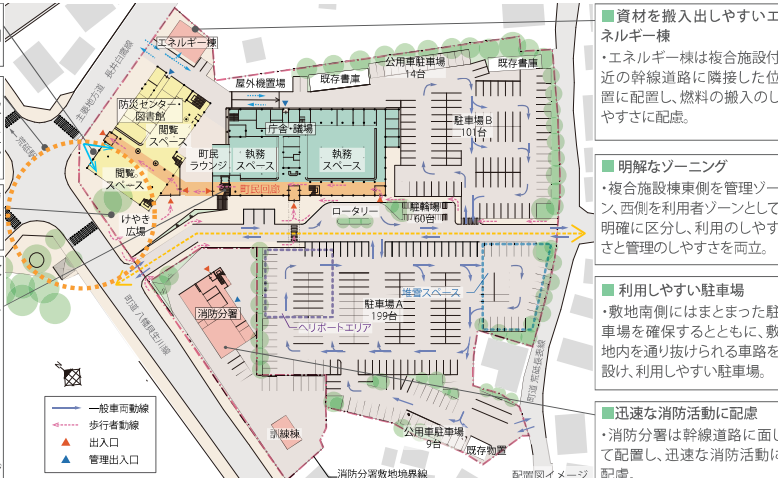 エネルギー棟
長井白鷹線
主要地方道
防災センター・
図書館
閲覧
スペース
閲覧
スペース
けやき
広場
屋外機置場
既存書庫
公用車駐車場
14台
既存書庫
庁舎・議場
町民
ラウンジ
執務
スペース
執務
スペース
町民回廊
駐車場B
101台
駐輪場
60台
ロータリー
消防分署
ヘリポートエリア
駐車場A
199台
堆雪スペース
訓練棟
公用車駐車場
9台
既存物置
消防分署敷地境界線
配置図イメージ
N
一般車両動線
歩行者動線
出入口
管理出入口
■資材を搬入出しやすいエ
ネルギー棟
・エネルギー棟は複合施設付
近の幹線道路に隣接した位
置に配置し、燃料の搬入のし
やすさに配慮。
■明解なゾーニング
・複合施設棟東側を管理ゾー
ン、西側を利用者ゾーンとして
明確に区分し、利用のしやす
さと管理のしやすさを両立。
■利用しやすい駐車場
・敷地南側にはまとまった駐
車場を確保するとともに、敷
地内を通り抜けられる車路を
設け、利用しやすい駐車場。
■迅速な消防活動に配慮
・消防分署は幹線道路に面し
て配置し、迅速な消防活動に
配慮。